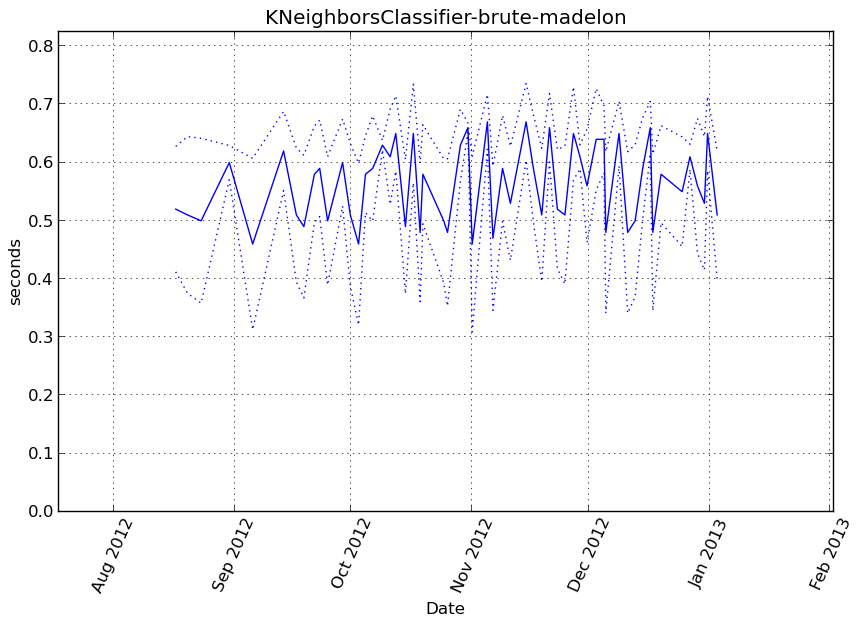 KNeighborsClassifier-brute-madelon
0.8
0.7
0.6
0.5
0.4
0.3
0.2
0.1
0.0
seconds
Aug 2012
Sep 2012
Oct 2012
Nov 2012
Dec 2012
Jan 2013
Feb 2013
Date